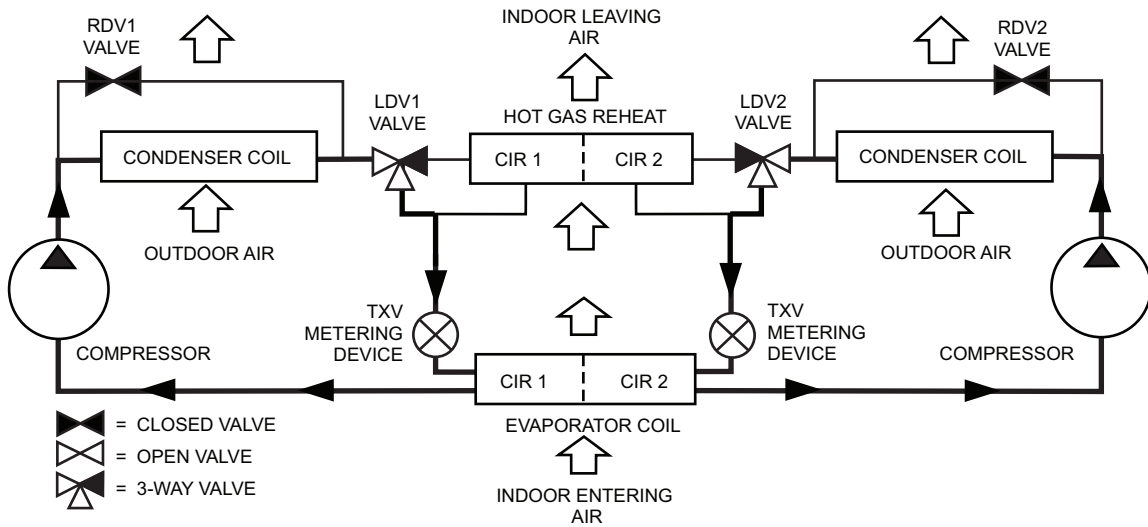 INDOOR LEAVING
AIR
RDV1
VALVE
RDV2
VALVE
LDV1
VALVE
HOT GAS REHEAT
LDV2
VALVE
CONDENSER COIL
CIR 1
CIR 2
CONDENSER COIL
OUTDOOR AIR
OUTDOOR AIR
TXV
METERING
DEVICE
TXV
METERING
DEVICE
COMPRESSOR
COMPRESSOR
CIR 1
CIR 2
EVAPORATOR COIL
= CLOSED VALVE
= OPEN VALVE
= 3-WAY VALVE
INDOOR ENTERING
AIR